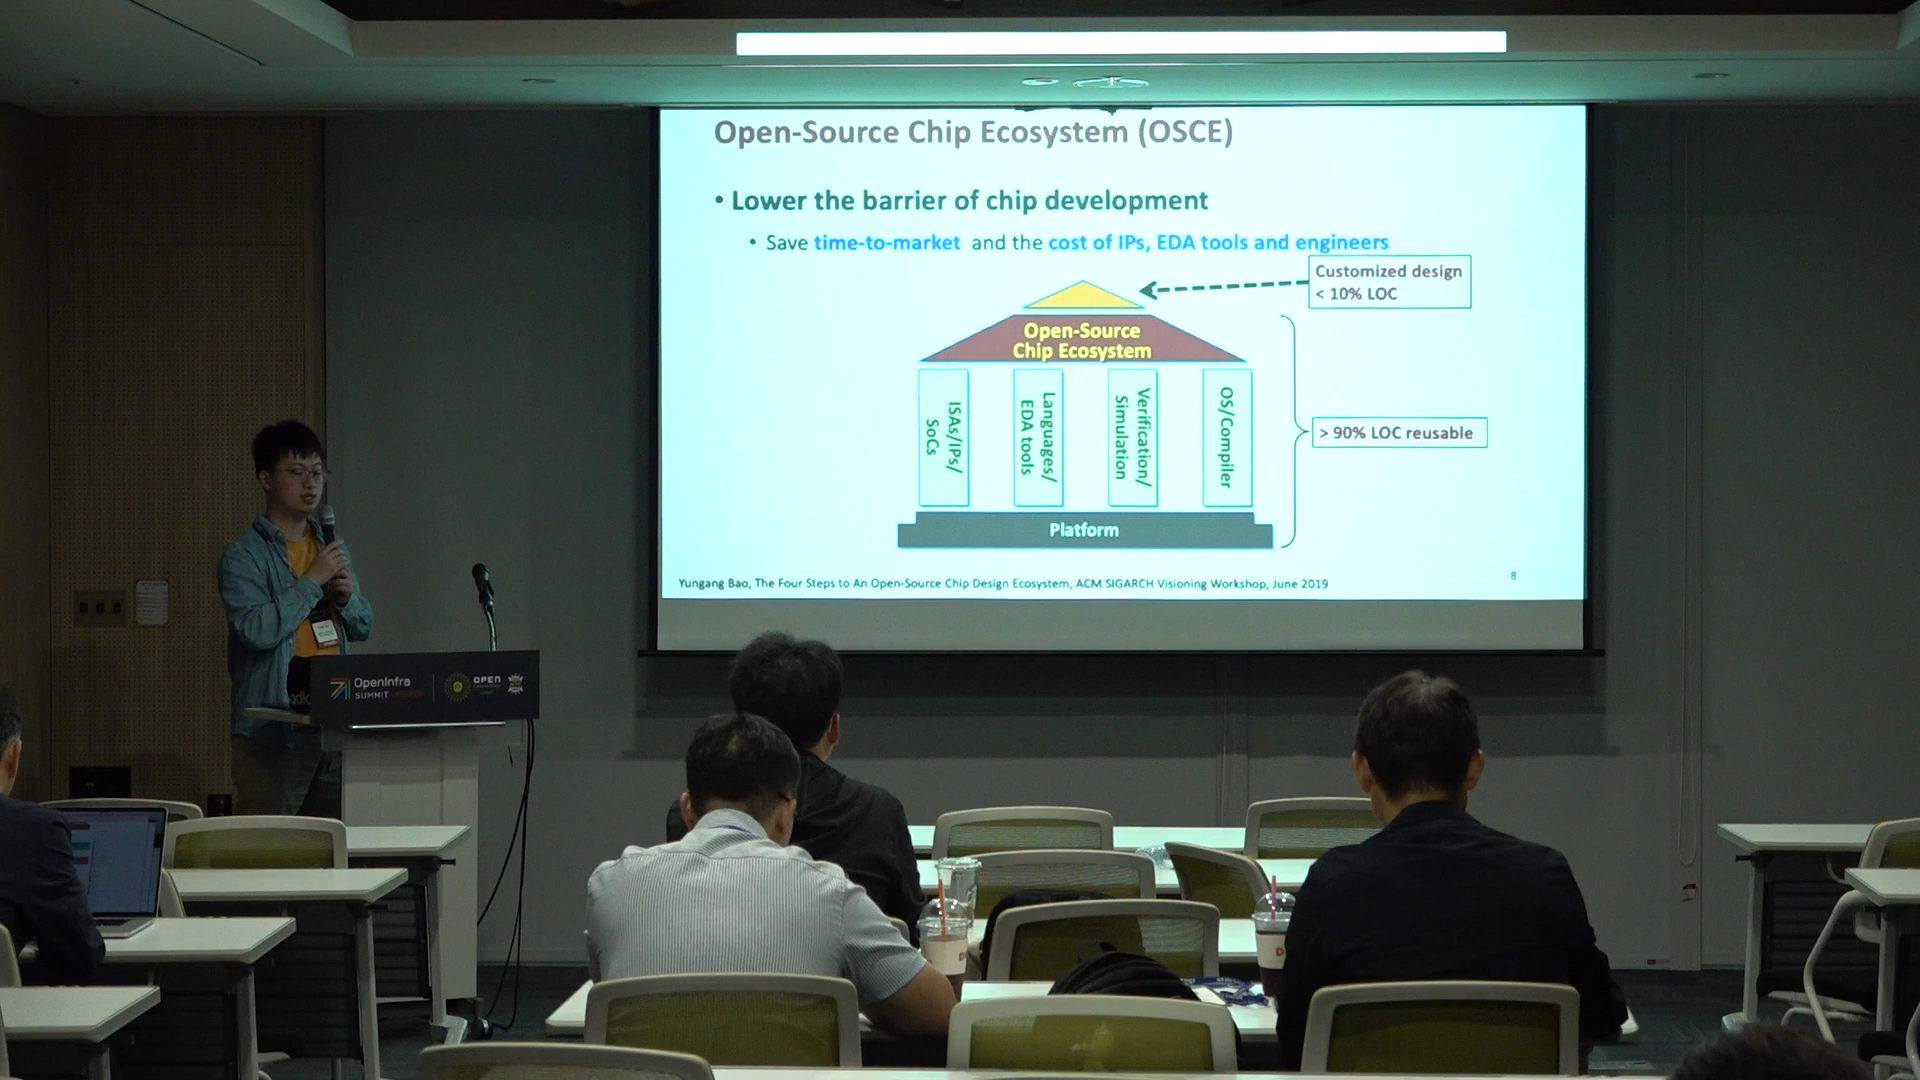 Open-Source Chip Ecosystem (OSCE)
• Lower the barrier of chip development
• Save time-to-market and the cost of IPs, EDA tools and engineers
Customized design
< 10% LOC
Open-Source
Chip Ecosystem
ISAs/IPs/
SoCs
Languages/
EDA tools
Verification/
Simulation
OS/Compiler
> 90% LOC reusable
Platform
Yungang Bao, The Four Steps to An Open-Source Chip Design Ecosystem, ACM SIGARCH Visioning Workshop, June 2019
8
OpenInfra
SUMMIT
OPEN